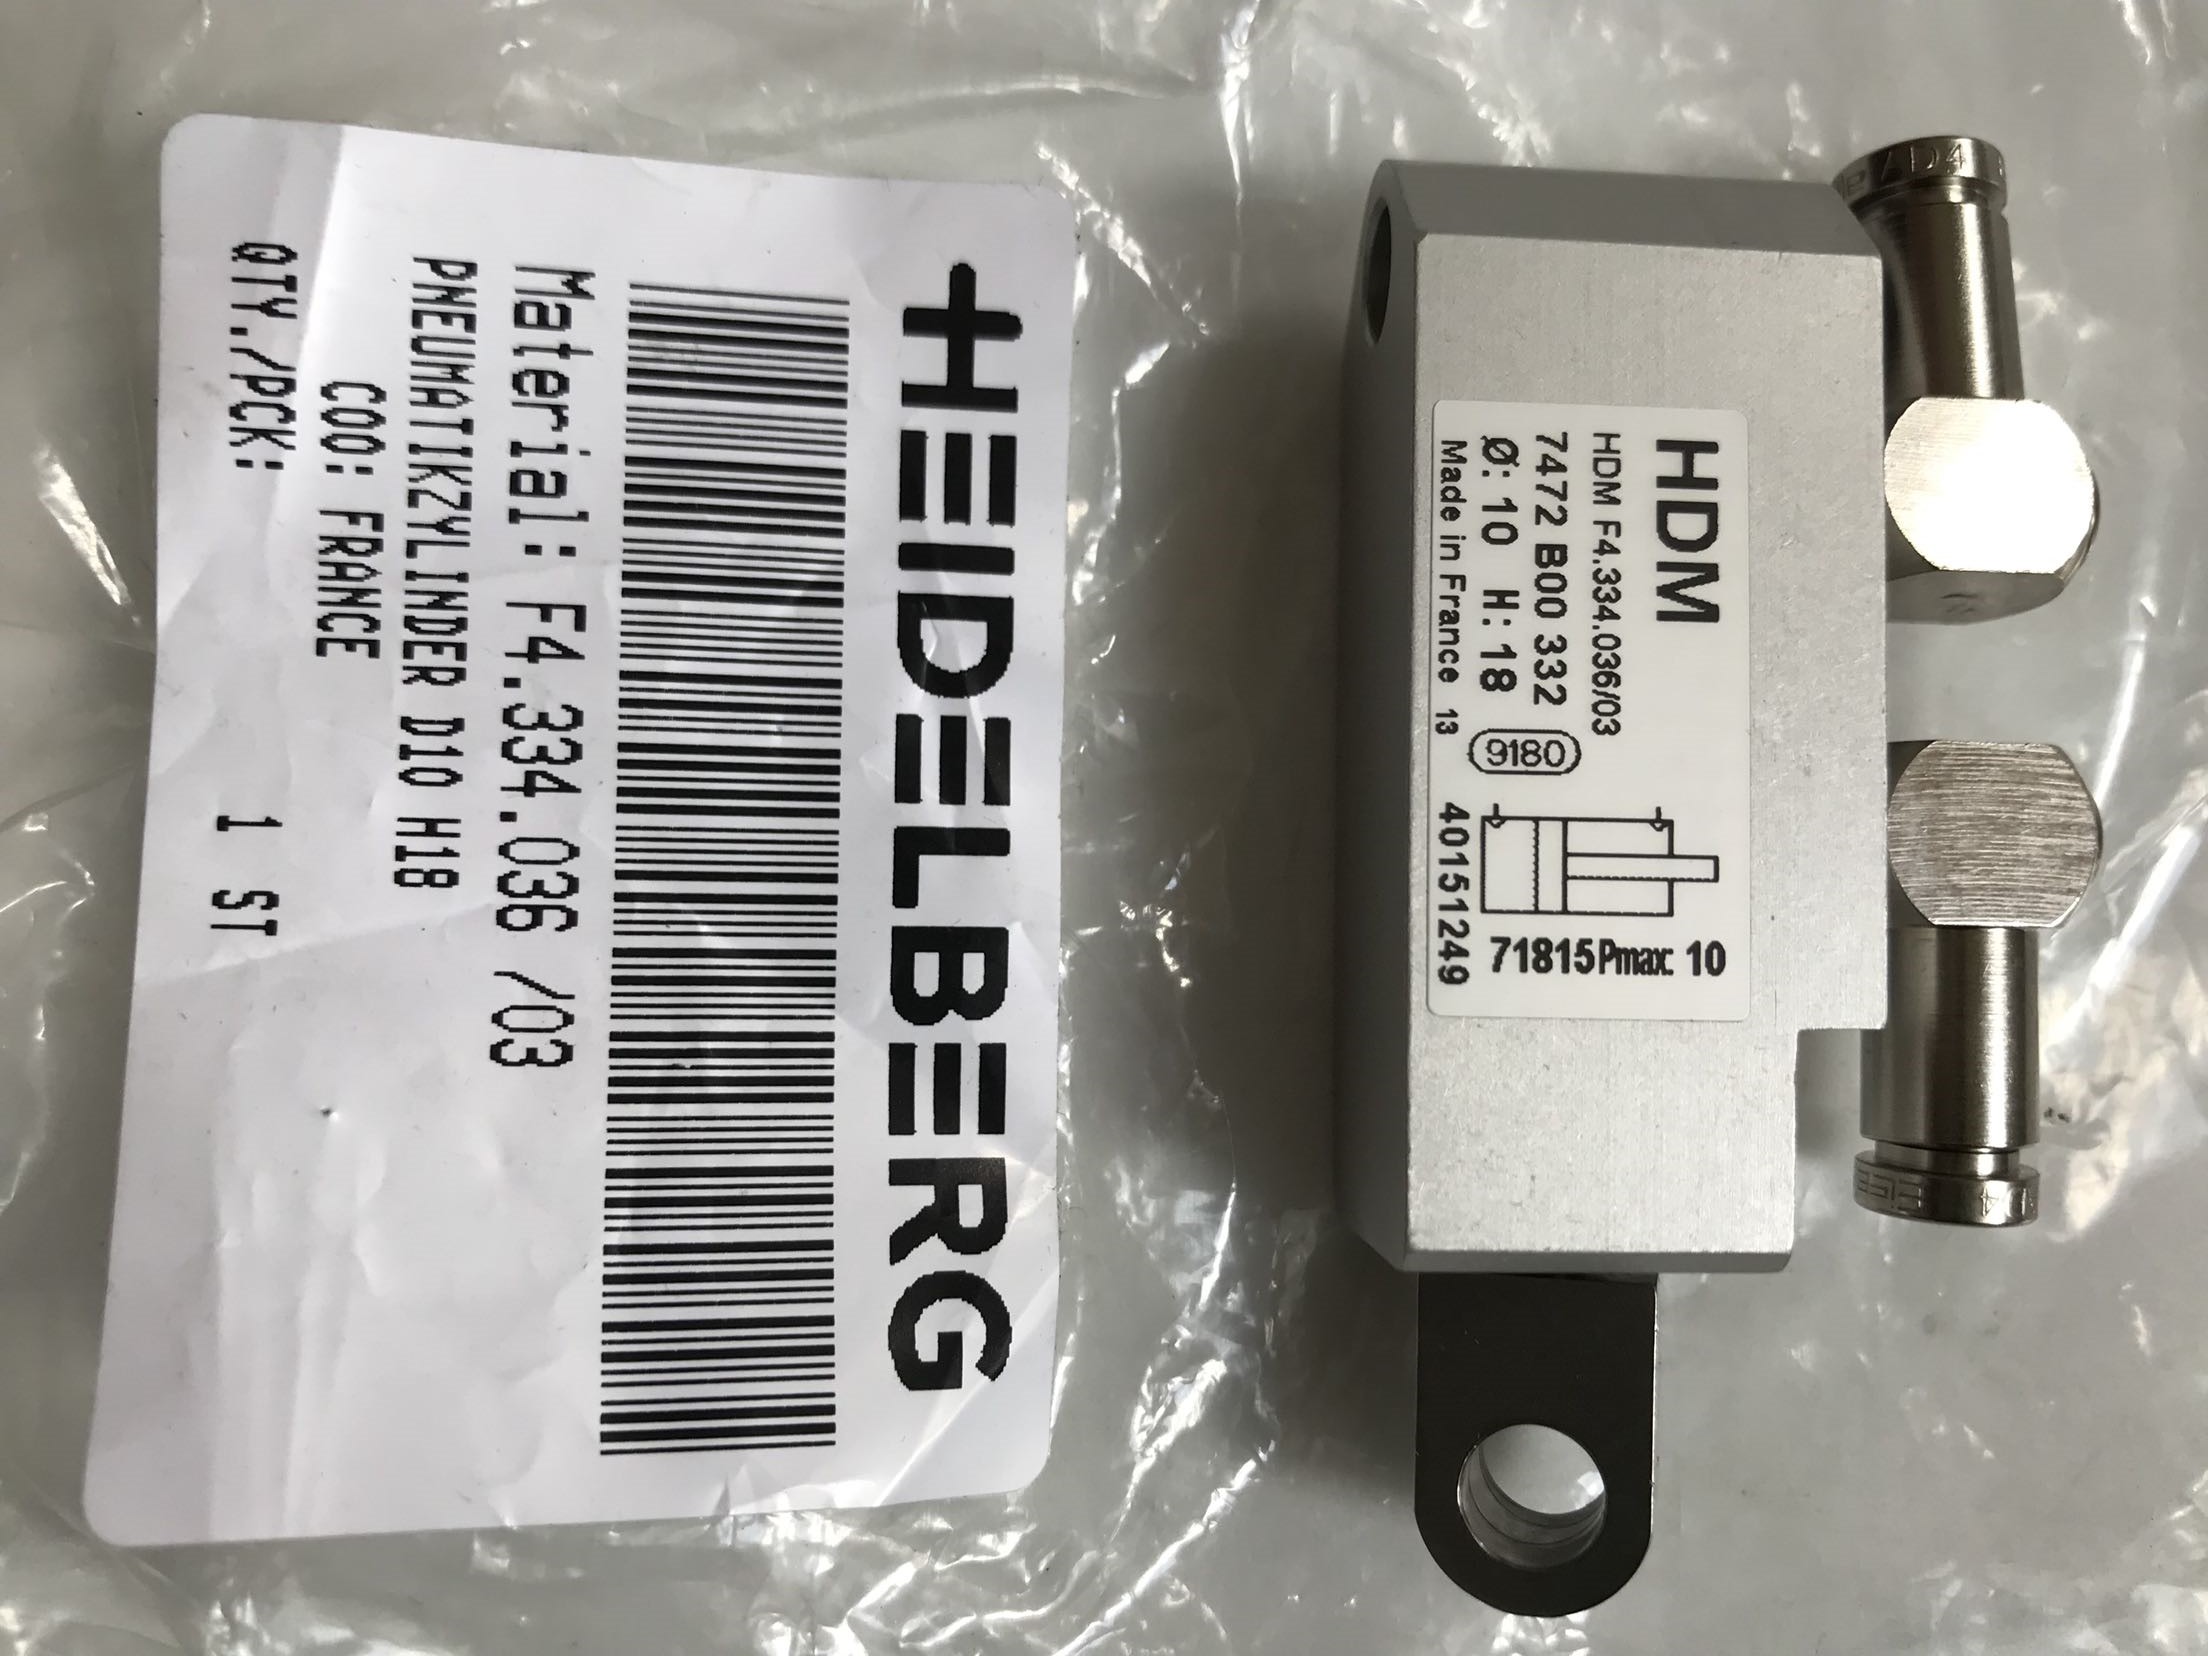 HEIDELBERG
Material: F4.334.036 /03
PNEUMATIKZYLINDER D10 H18
COO: FRANCE
QTY./PCK: 1 ST
HDM
HDM F4.334.036/03
7472 B00 332
Ø: 10 H: 18 9180
Made in France 13
Pmax: 10
71815
40151249
D4